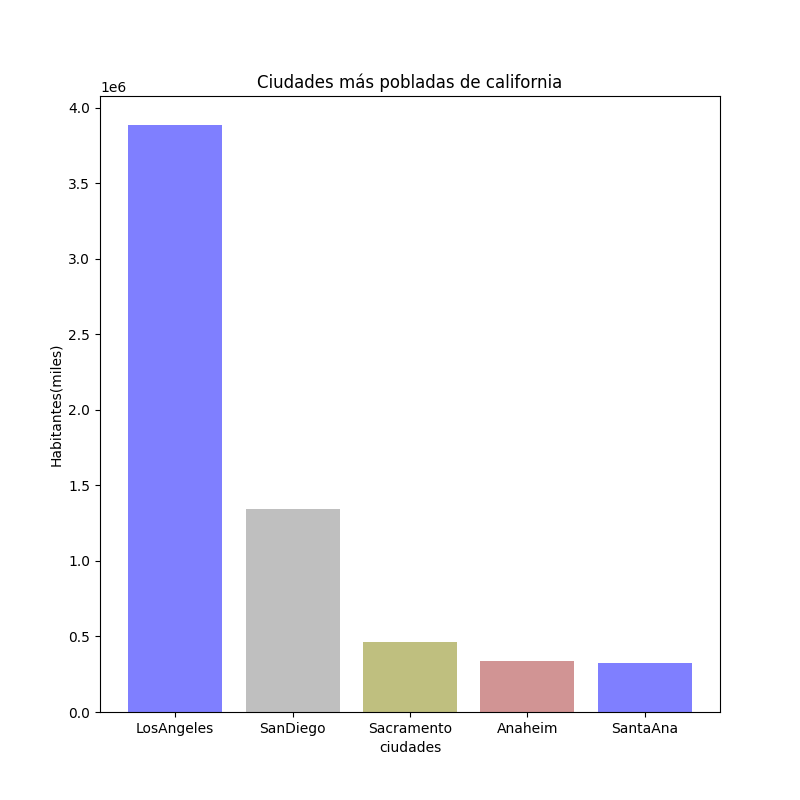 Ciudades más pobladas de california
1e6
4.0
3.5
3.0
2.5
2.0
1.5
1.0
0.5
0.0
Habitantes(miles)
LosAngeles SanDiego Sacramento Anaheim SantaAna
ciudades